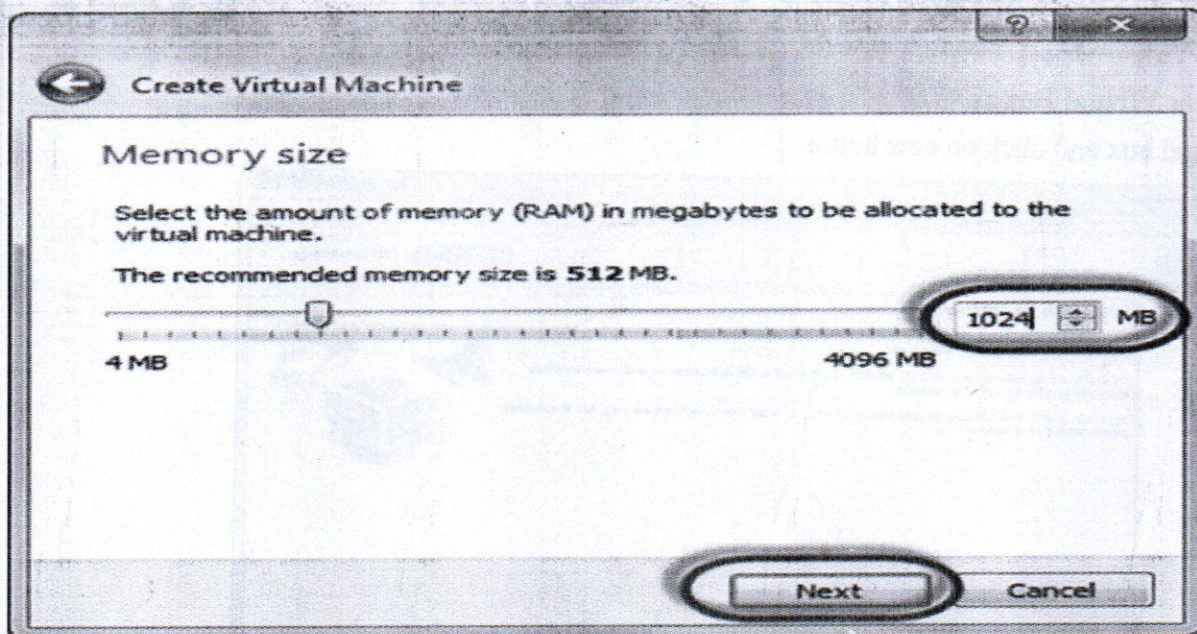 Create Virtual Machine
Memory size
Select the amount of memory (RAM) in megabytes to be allocated to the
virtual machine.
The recommended memory size is 512 MB.
1024 MB
4 MB 4096 MB
Next Cancel